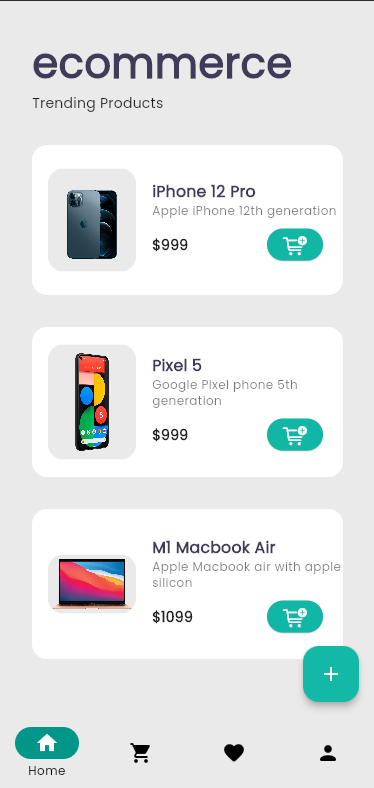 ecommerce
Trending Products
iPhone 12 Pro
Apple iPhone 12th generation
$999
Pixel 5
Google Pixel phone 5th
generation
$999
M1 Macbook Air
Apple Macbook air with apple
silicon
$1099
Home